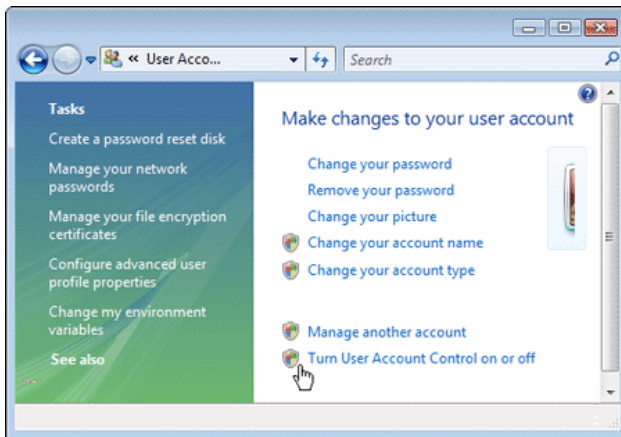 « User Acco...
Search
Tasks
Create a password reset disk
Manage your network
passwords
Manage your file encryption
certificates
Configure advanced user
profile properties
Change my environment
variables
See also
Make changes to your user account
Change your password
Remove your password
Change your picture
Change your account name
Change your account type
Manage another account
Turn User Account Control on or off